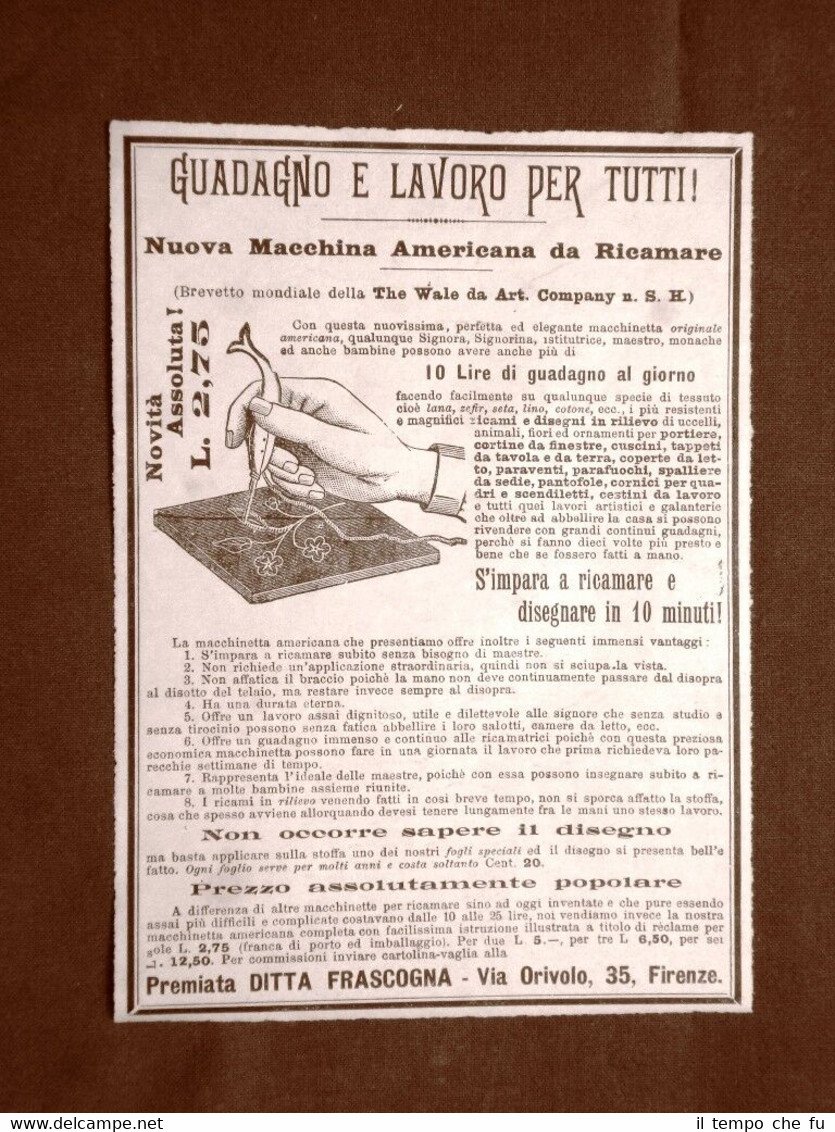 GUADAGNO E LAVORO PER TUTTI!
Nuova Macchina Americana da Ricamare
(Brevetto mondiale della The Wale da Art. Company n. S. H.)
Novità
Assoluta!
L. 2,75
Con questa nuovissima, perfetta ed elegante macchinetta originale
americana, qualunque Signora, Signorina, istitutrice, maestro, monache
ed anche bambine possono avere anche più di
10 Lire di guadagno al giorno
facendo facilmente su qualunque specie di tessuto
cioè lana, zefir, seta, lino, cotone, ecc., i più resistenti
e magnifici ricami e disegni in rilievo di uccelli,
animali, fiori ed ornamenti per portiere,
cortine da finestre, cuscini, tappeti
da tavola e da terra, coperte da let-
to, paraventi, parafuochi, spalliere
da sedie, pantofole, cornici per qua-
dri e scendiletti, cestini da lavoro
e tutti quei lavori artistici e galanterie
che oltre ad abbellire la casa si possono
rivendere con grandi continui guadagni,
perchè si fanno dieci volte più presto e
bene che se fossero fatti a mano.
S'impara a ricamare e
disegnare in 10 minuti!
La macchinetta americana che presentiamo offre inoltre i seguenti immensi vantaggi:
1. S'impara a ricamare subito senza bisogno di maestre.
2. Non richiede un'applicazione straordinaria, quindi non si sciupa la vista.
3. Non affatica il braccio poichè la mano non deve continuamente passare dal disopra
al disotto del telaio, ma restare invece sempre al disopra.
4. Ha una durata eterna.
5. Offre un lavoro assai dignitoso, utile e dilettevole alle signore che senza studio e
senza tirocinio possono senza fatica abbellire i loro salotti, camere da letto, ecc.
6. Offre un guadagno immenso e continuo alle ricamatrici poichè con questa preziosa
economica macchinetta possono fare in una giornata il lavoro che prima richiedeva loro pa-
recchie settimane di tempo.
7. Rappresenta l'ideale delle maestre, poichè con essa possono insegnare subito a ri-
camare a molte bambine assieme riunite.
8. I ricami in rilievo venendo fatti in così breve tempo, non si sporca affatto la stoffa,
cosa che spesso avviene allorquando devesi tenere lungamente fra le mani uno stesso lavoro.
Non occorre sapere il disegno
ma basta applicare sulla stoffa uno dei nostri fogli speciali ed il disegno si presenta bell'e
fatto. Ogni foglio serve per molti anni e costa soltanto Cent. 20.
Prezzo assolutamente popolare
A differenza di altre macchinette per ricamare sino ad oggi inventate e che pure essendo
assai più difficili e complicate costavano dalle 10 alle 25 lire, noi vendiamo invece la nostra
macchinetta americana completa con facilissima istruzione illustrata a titolo di rèclame per
sole L. 2,75 (franca di porto ed imballaggio). Per due L. 5.—, per tre L 6,50, per sei
L. 12,50. Per commissioni inviare cartolina-vaglia alla
Premiata DITTA FRASCOGNA - Via Orivolo, 35, Firenze.
il tempo che fu